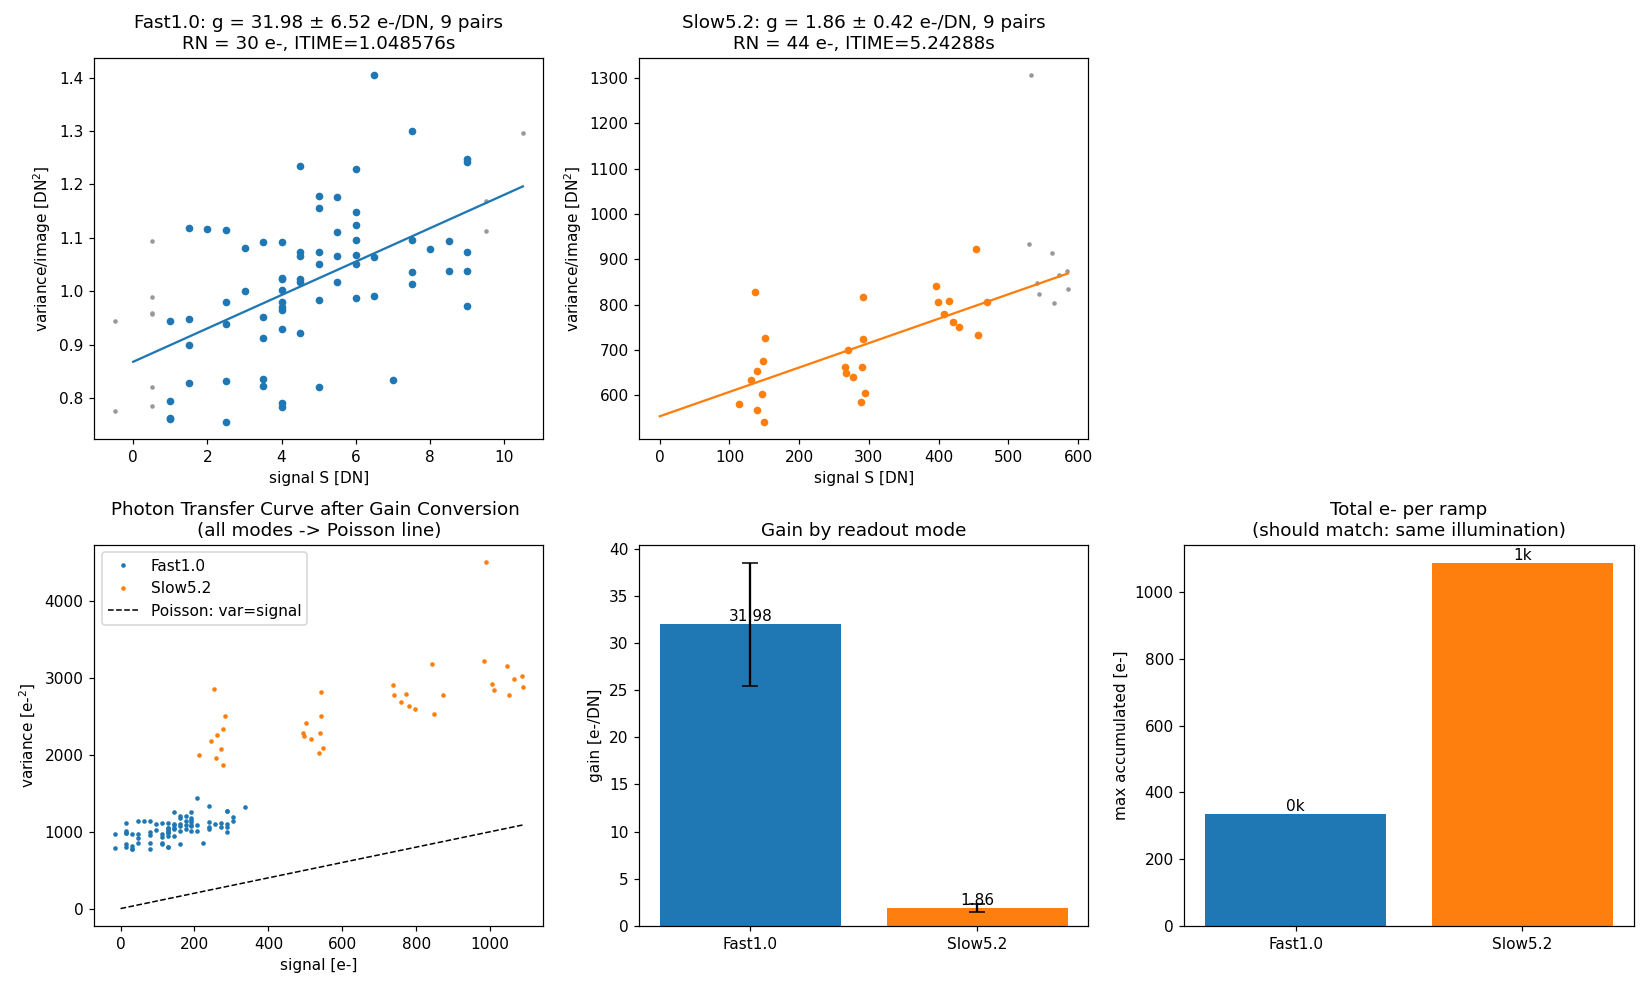 Fast1.0: g = 31.98 ± 6.52 e-/DN, 9 pairs
RN = 30 e-, ITIME=1.048576s
variance/image [DN²]
1.4
1.3
1.2
1.1
1.0
0.9
0.8
0 2 4 6 8 10
signal S [DN]
Slow5.2: g = 1.86 ± 0.42 e-/DN, 9 pairs
RN = 44 e-, ITIME=5.24288s
variance/image [DN²]
1300
1200
1100
1000
900
800
700
600
0 100 200 300 400 500 600
signal S [DN]
Photon Transfer Curve after Gain Conversion
(all modes -> Poisson line)
Fast1.0
Slow5.2
Poisson: var=signal
variance [e-²]
4000
3000
2000
1000
0
0 200 400 600 800 1000
signal [e-]
Gain by readout mode
gain [e-/DN]
40
35
30
25
20
15
10
5
0
31.98
1.86
Fast1.0 Slow5.2
Total e- per ramp
(should match: same illumination)
max accumulated [e-]
1000
800
600
400
200
0
0k
1k
Fast1.0 Slow5.2